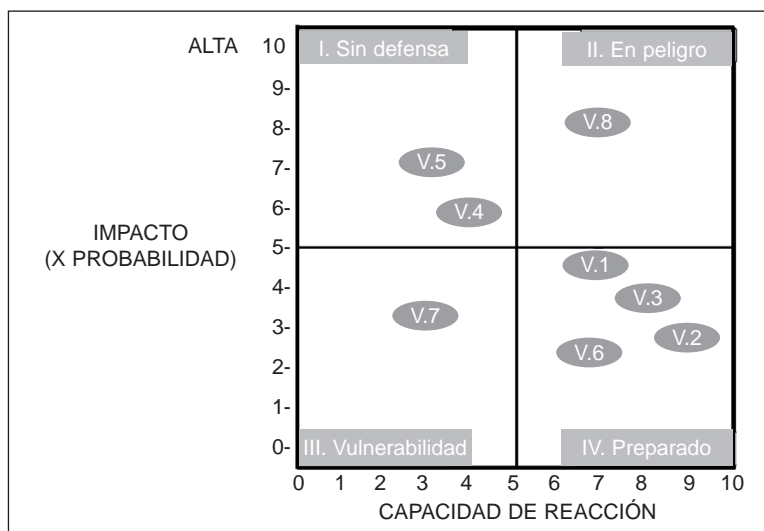 ALTA 10 I. Sin defensa II. En peligro
9-
8- V.8
7- V.5
6- V.4
IMPACTO
(X PROBABILIDAD)
5-
V.1
4- V.3
3- V.7 V.2
2- V.6
1-
0- III. Vulnerabilidad IV. Preparado
0 1 2 3 4 5 6 7 8 9 10
CAPACIDAD DE REACCIÓN